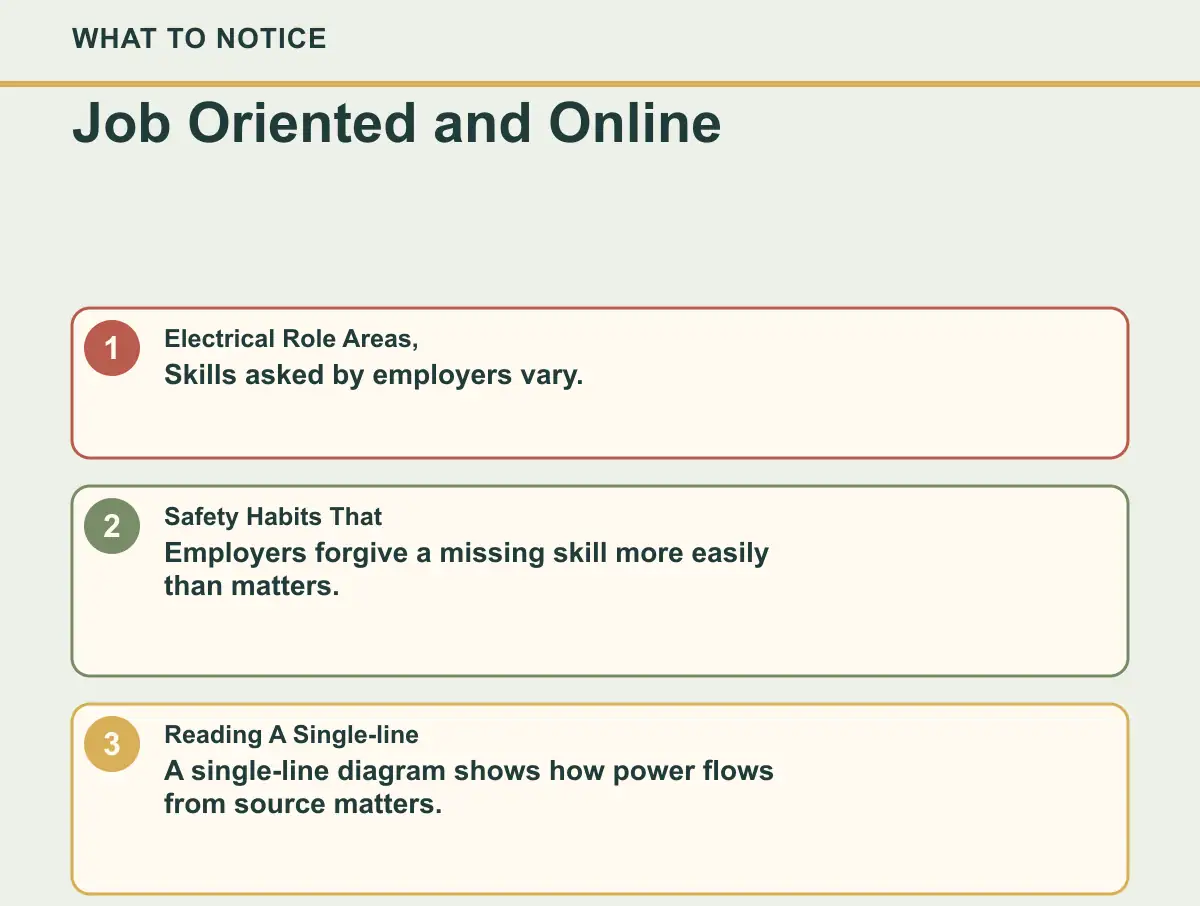 WHAT TO NOTICE
Job Oriented and Online
1
Electrical Role Areas,
Skills asked by employers vary.
2
Safety Habits That
Employers forgive a missing skill more easily
than matters.
3
Reading A Single-line
A single-line diagram shows how power flows
from source matters.